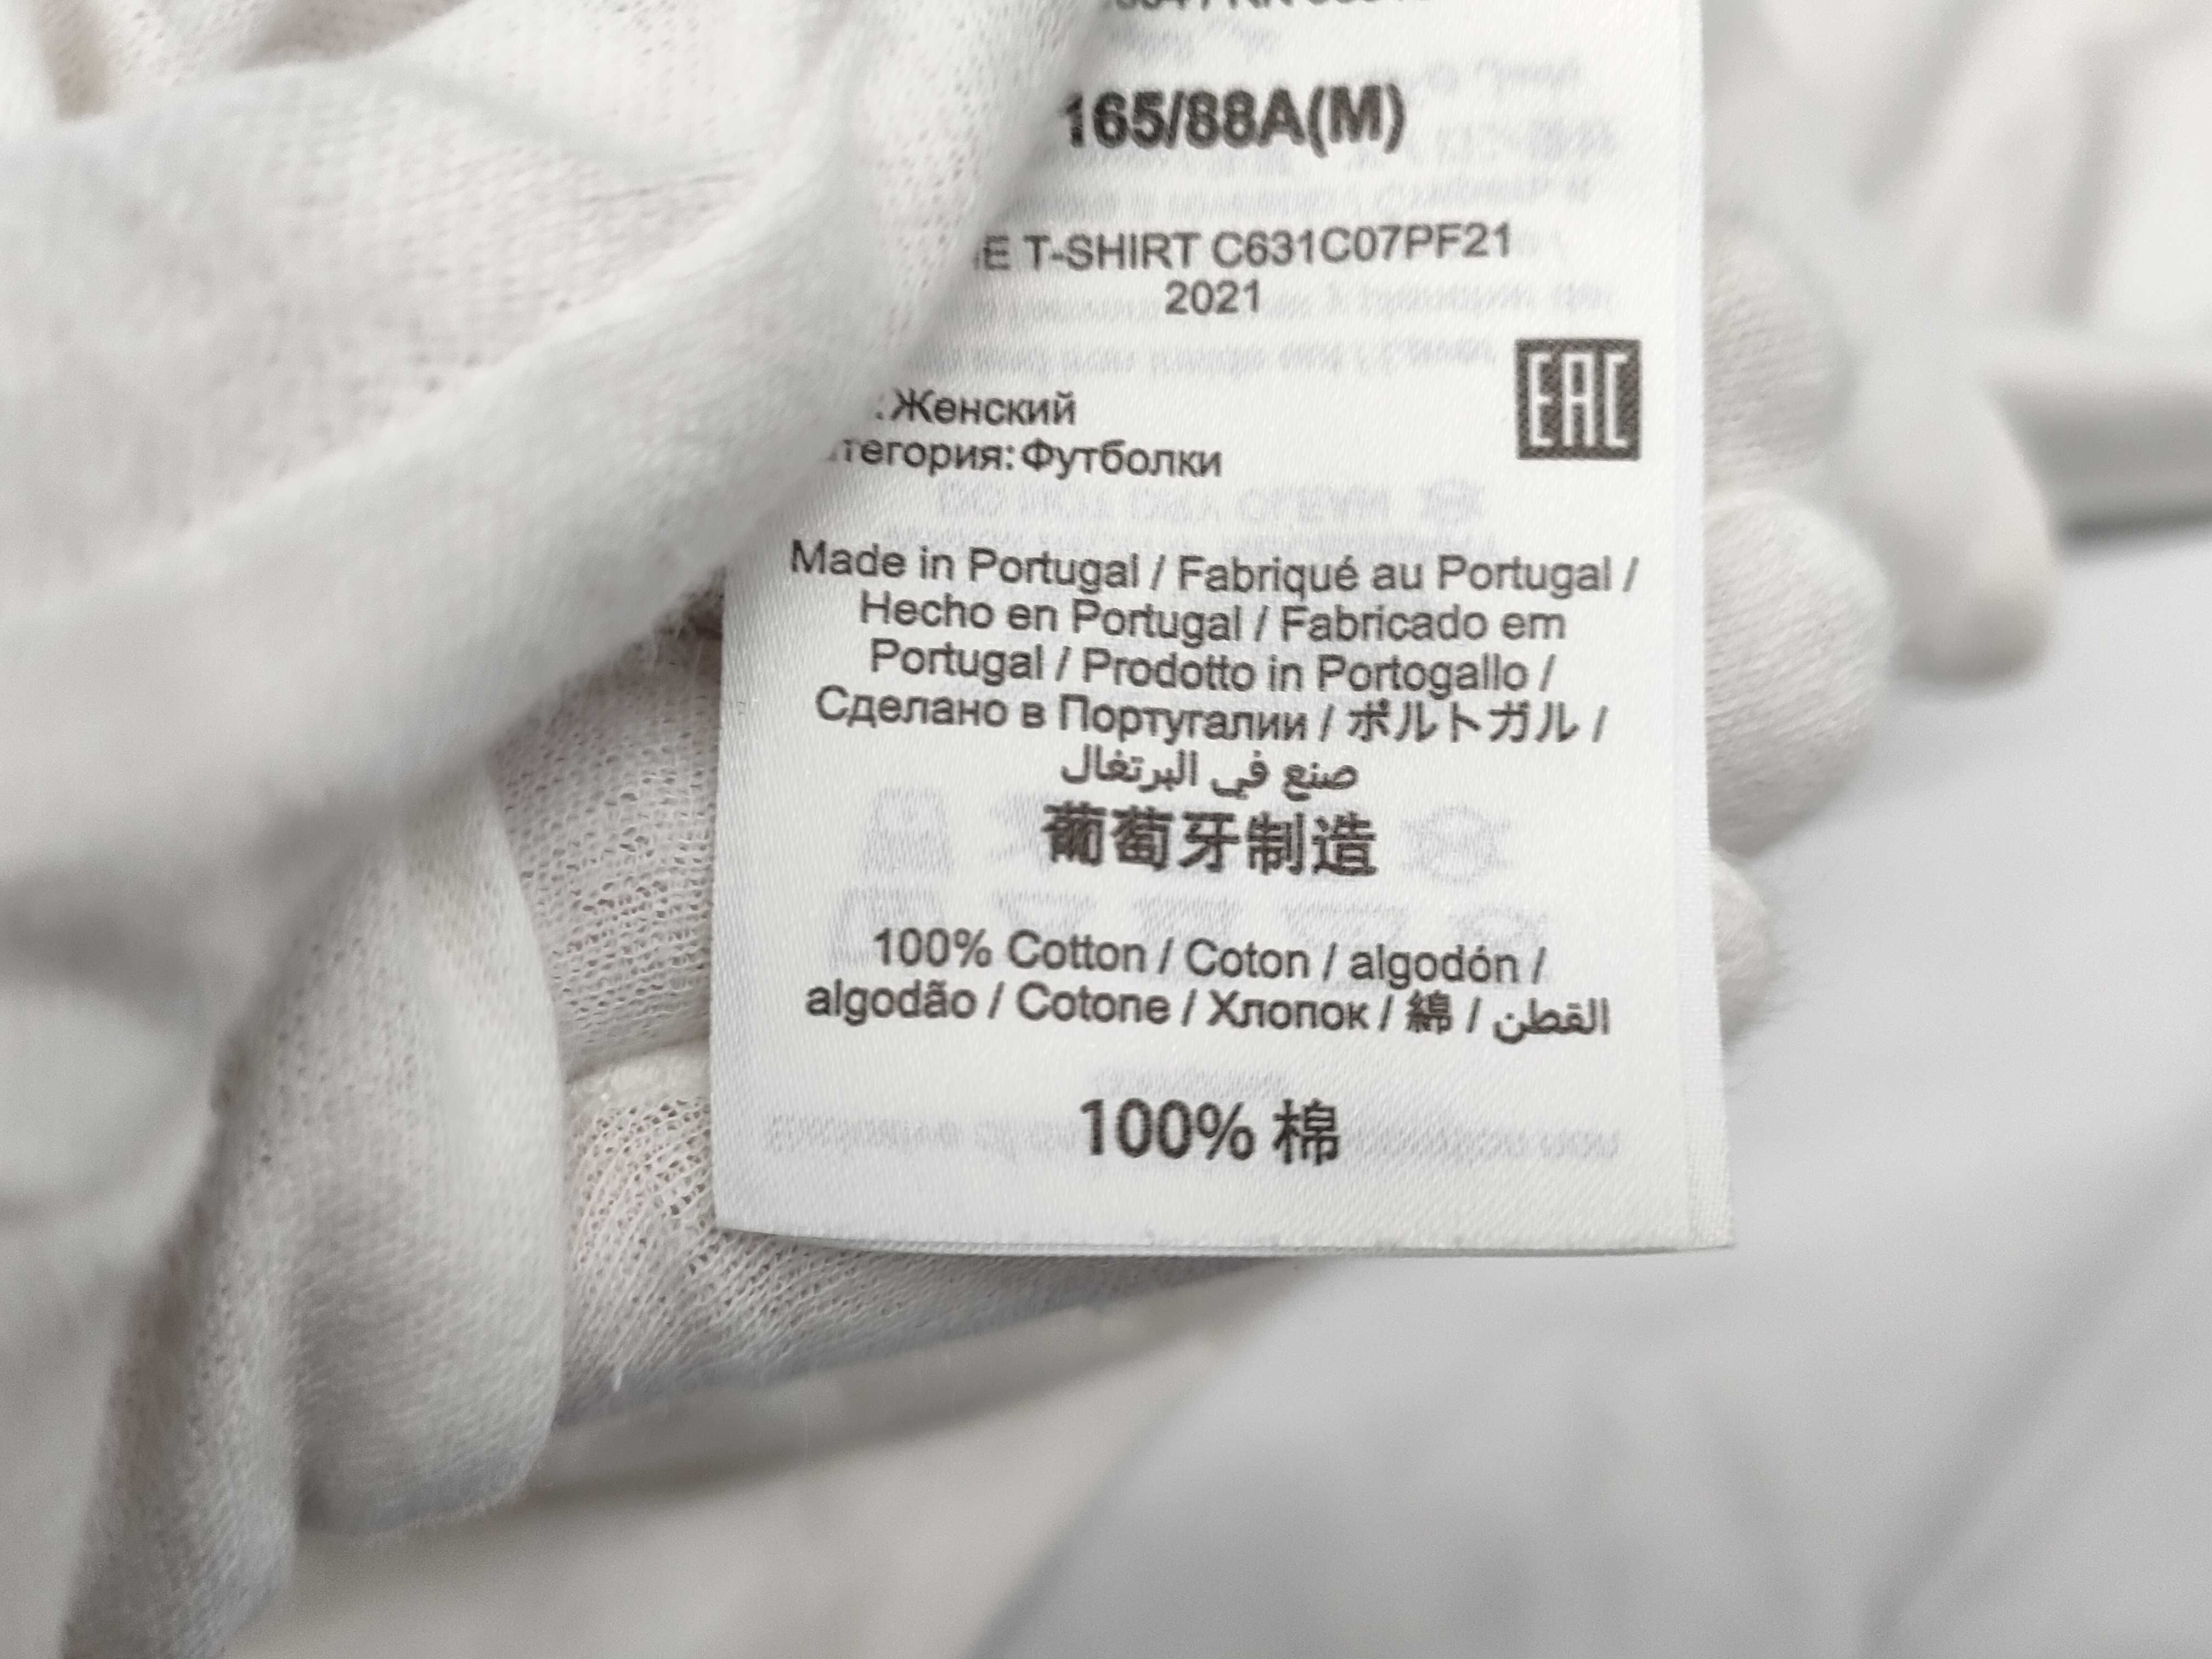 165/88A(M)
T-SHIRT C631C07PF21
2021
EAC
Женский
Футболки
Made in Portugal / Fabriqué au Portugal /
Hecho en Portugal / Fabricado em
Portugal / Prodotto in Portogallo /
Сделано в Португалии / ポルトガル /
صنع في البرتغال
葡萄牙制造
100% Cotton / Coton / algodón /
algodão / Cotone / Хлопок / 綿 / القطن
100% 棉